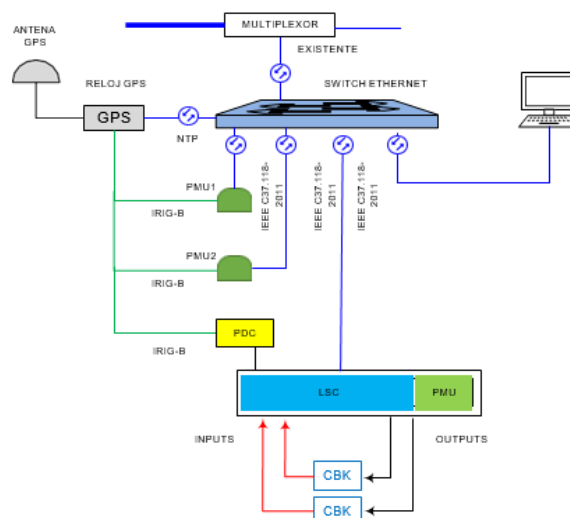 MULTIPLEXOR
ANTENA
GPS
EXISTENTE
RELOJ GPS
SWITCH ETHERNET
GPS
NTP
PMU1
IRIG-B
IEEE C37.118-
2011
IEEE C37.118-
2011
IEEE C37.118-
2011
PMU2
IRIG-B
PDC
IRIG-B
LSC
PMU
INPUTS
OUTPUTS
CBK
CBK